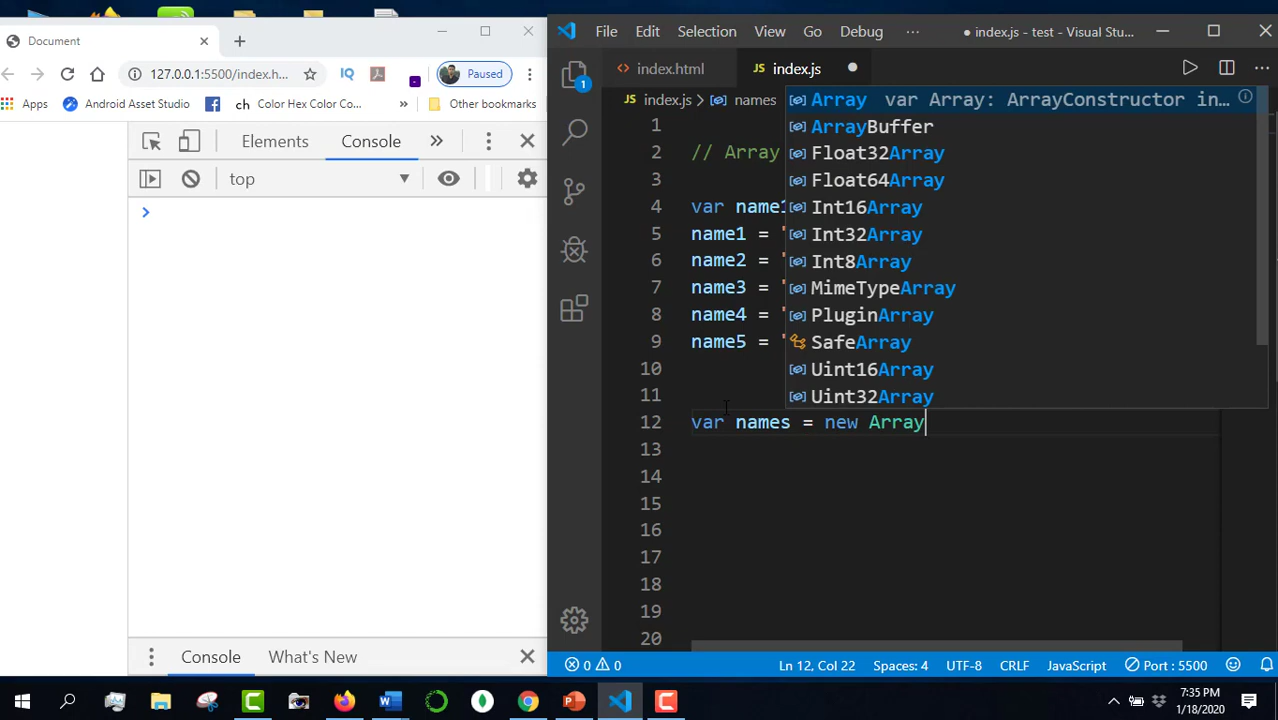 Document
127.0.0.1:5500/index.h...
IQ
Paused
Apps
Android Asset Studio
ch Color Hex Color Co...
»
Other bookmarks
Elements
Console
»
top
>
Console
What's New
File Edit Selection View Go Debug ...
● index.js - test - Visual Stu...
<> index.html
JS index.js ●
1
JS index.js > names
1
2 // Array
3
4 var name1
5 name1 = '
6 name2 = '
7 name3 = '
8 name4 = '
9 name5 = '
10
11
12 var names = new Array
13
14
15
16
17
18
19
20
Array var Array: ArrayConstructor in...
ArrayBuffer
Float32Array
Float64Array
Int16Array
Int32Array
Int8Array
MimeTypeArray
PluginArray
SafeArray
Uint16Array
Uint32Array
0 0
Ln 12, Col 22
Spaces: 4
UTF-8
CRLF
JavaScript
Port : 5500
7:35 PM
1/18/2020